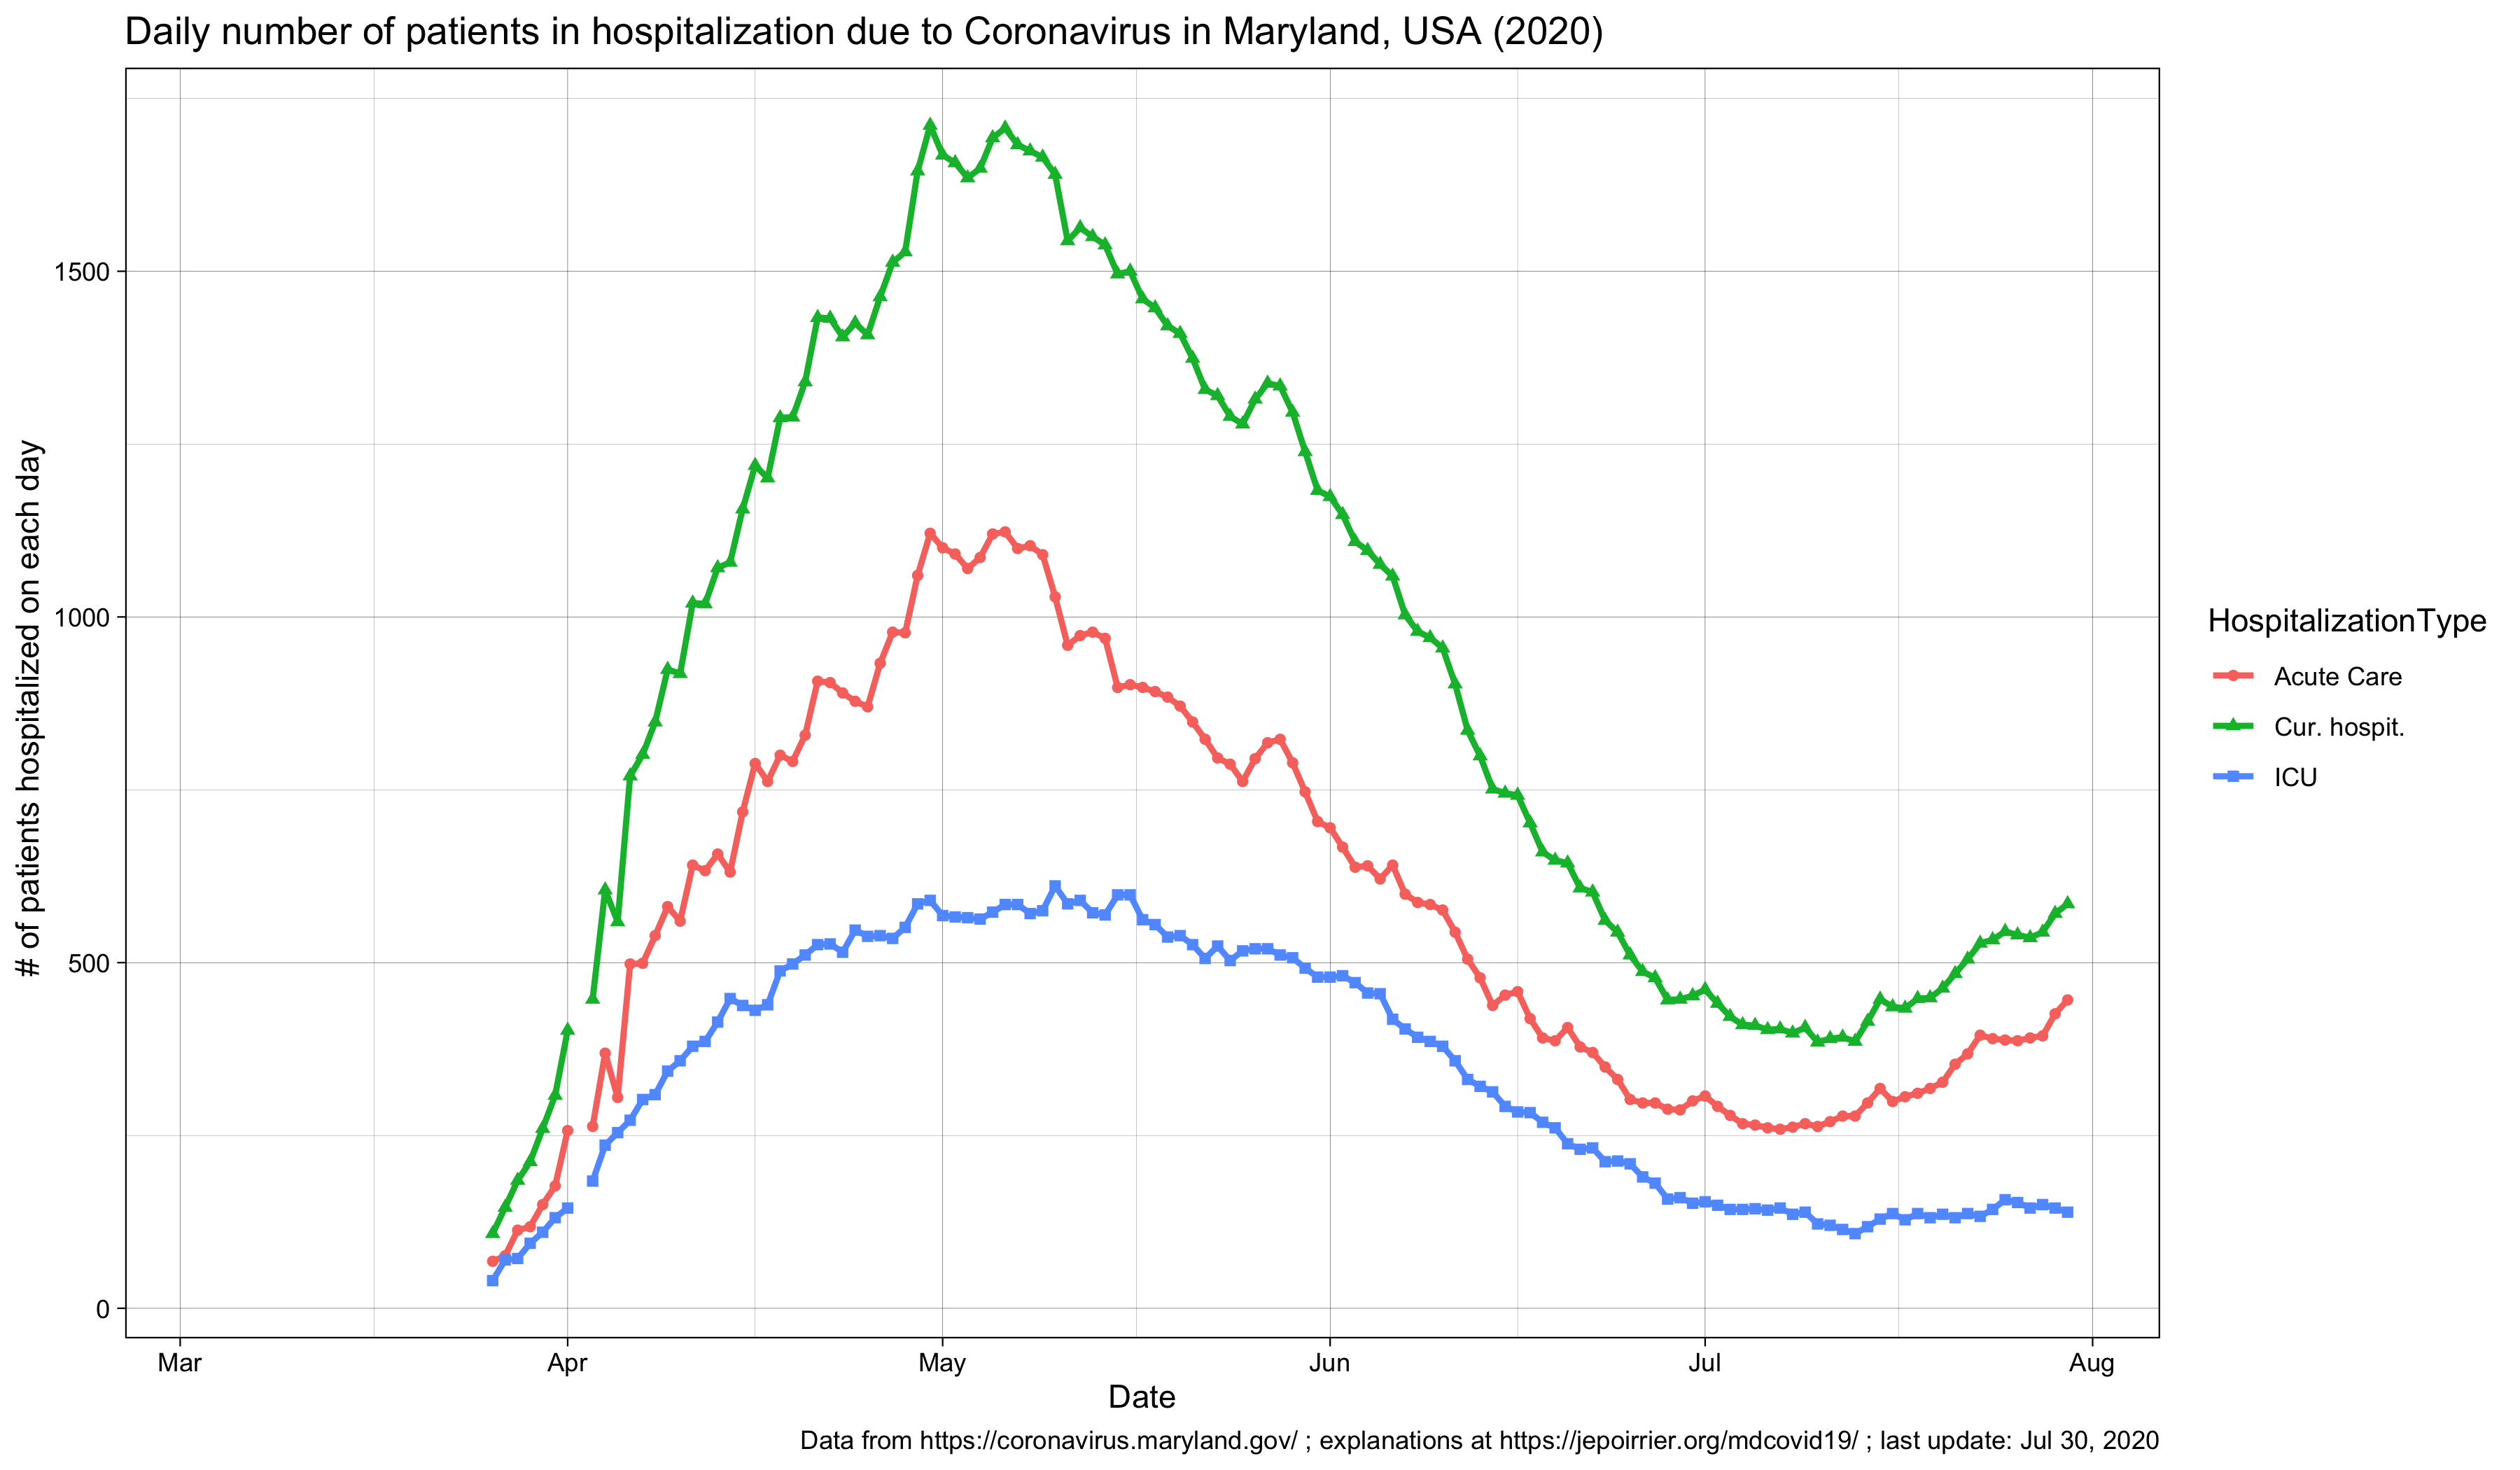 Daily number of patients in hospitalization due to Coronavirus in Maryland, USA (2020)
# of patients hospitalized on each day
1500
1000
500
0
Mar
Apr
May
Jun
Jul
Aug
Date
HospitalizationType
Acute Care
Cur. hospit.
ICU
Data from https://coronavirus.maryland.gov/ ; explanations at https://jepoirrier.org/mdcovid19/ ; last update: Jul 30, 2020